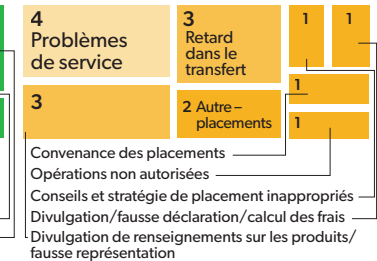 4
Problèmes
de service
3
Retard
dans le
transfert
1
1
3
2 Autre –
placements
1
1
Convenance des placements
Opérations non autorisées
Conseils et stratégie de placement inappropriés
Divulgation/fausse déclaration/calcul des frais
Divulgation de renseignements sur les produits/
fausse représentation